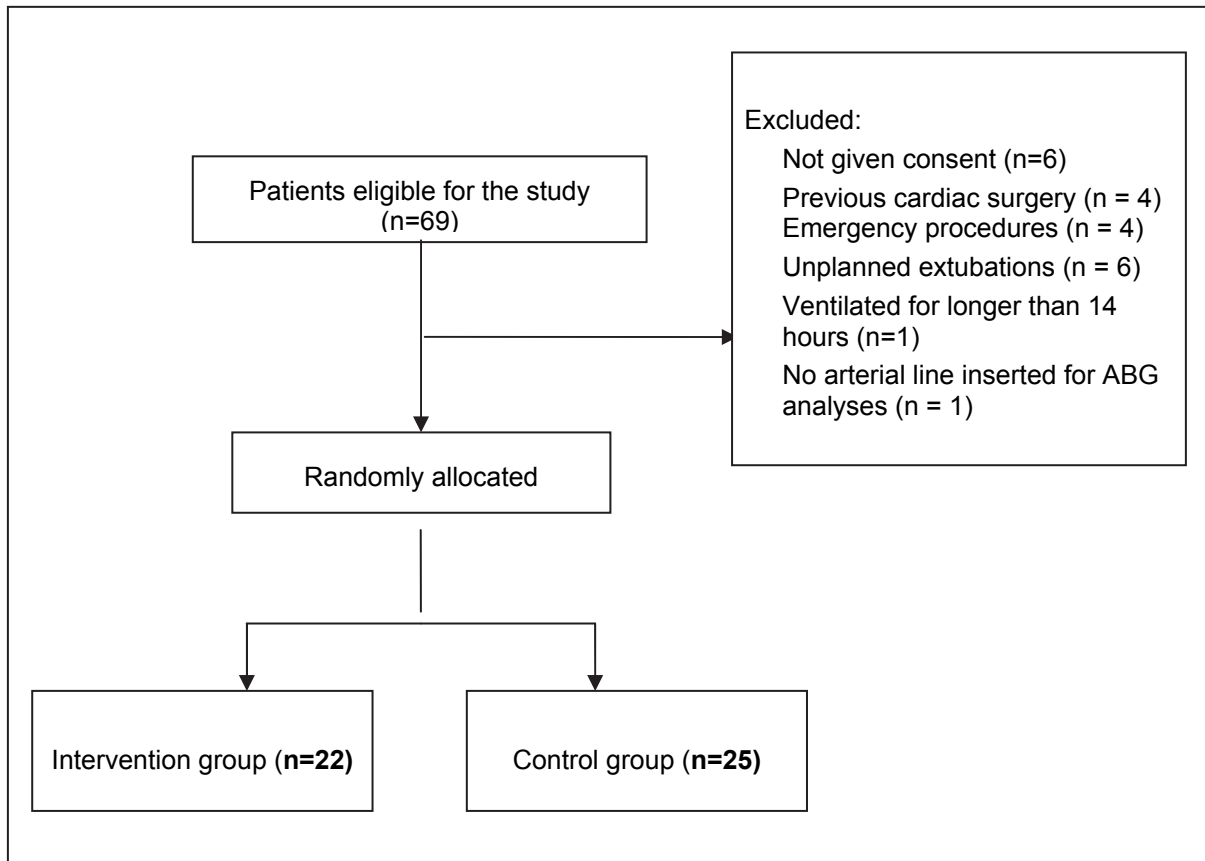 Patients eligible for the study
(n=69)
Excluded:
Not given consent (n=6)
Previous cardiac surgery (n = 4)
Emergency procedures (n = 4)
Unplanned extubations (n = 6)
Ventilated for longer than 14
hours (n=1)
No arterial line inserted for ABG
analyses (n = 1)
Randomly allocated
Intervention group (n=22)
Control group (n=25)